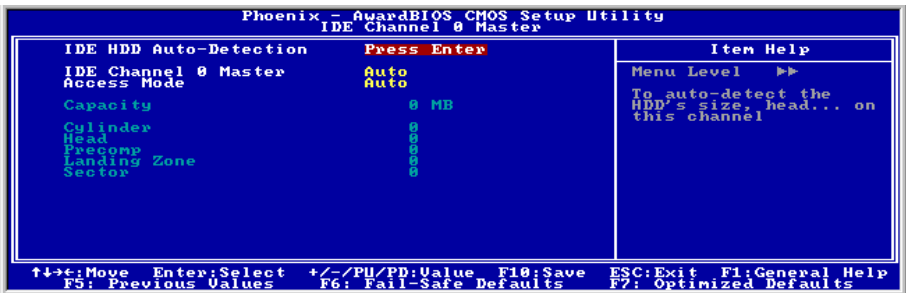 Phoenix - AwardBIOS CMOS Setup Utility
IDE Channel 0 Master
IDE HDD Auto-Detection Press Enter
IDE Channel 0 Master Auto
Access Mode Auto
Capacity 0 MB
Cylinder 0
Head 0
Precomp 0
Landing Zone 0
Sector 0
Item Help
Menu Level ►►
To auto-detect the
HDD's size, head... on
this channel
↑↓→←:Move Enter:Select +/-/PU/PD:Value F10:Save ESC:Exit F1:General Help
F5: Previous Values F6: Fail-Safe Defaults F7: Optimized Defaults